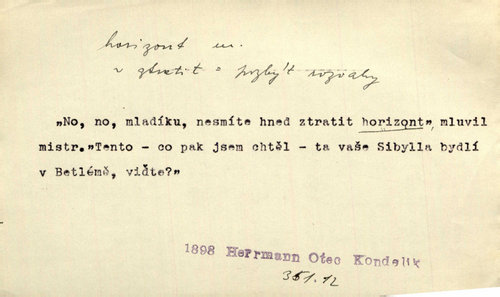 horizont m.
v ztratit = pozbýt rozvahy
„No, no, mladíku, nesmíte hned ztratit horizont„ mluvil
mistr. „Tento - co pak jsem chtěl - ta vaše Sibylla bydlí
v Betlémě, viďte?"
1898 Herrmann Otec Kondelik
351.12